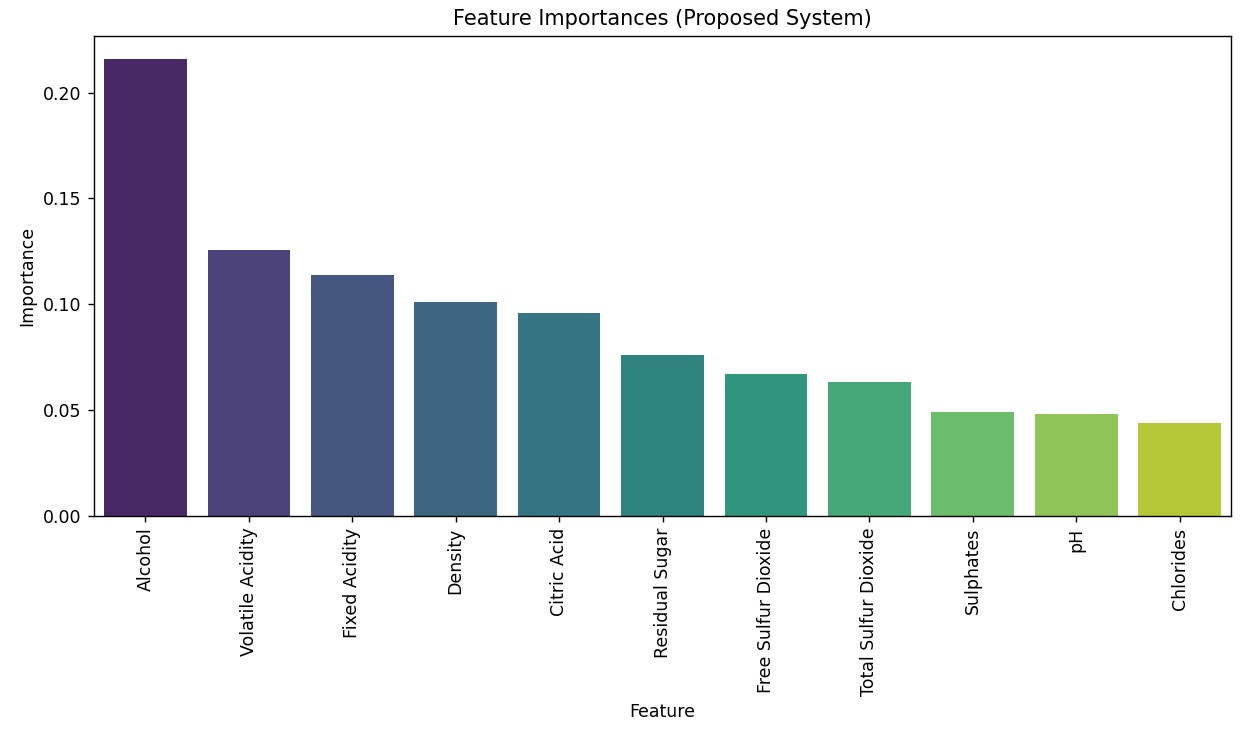 Feature Importances (Proposed System)
Importance
0.20
0.15
0.10
0.05
0.00
Alcohol
Volatile Acidity
Fixed Acidity
Density
Citric Acid
Residual Sugar
Free Sulfur Dioxide
Total Sulfur Dioxide
Sulphates
pH
Chlorides
Feature